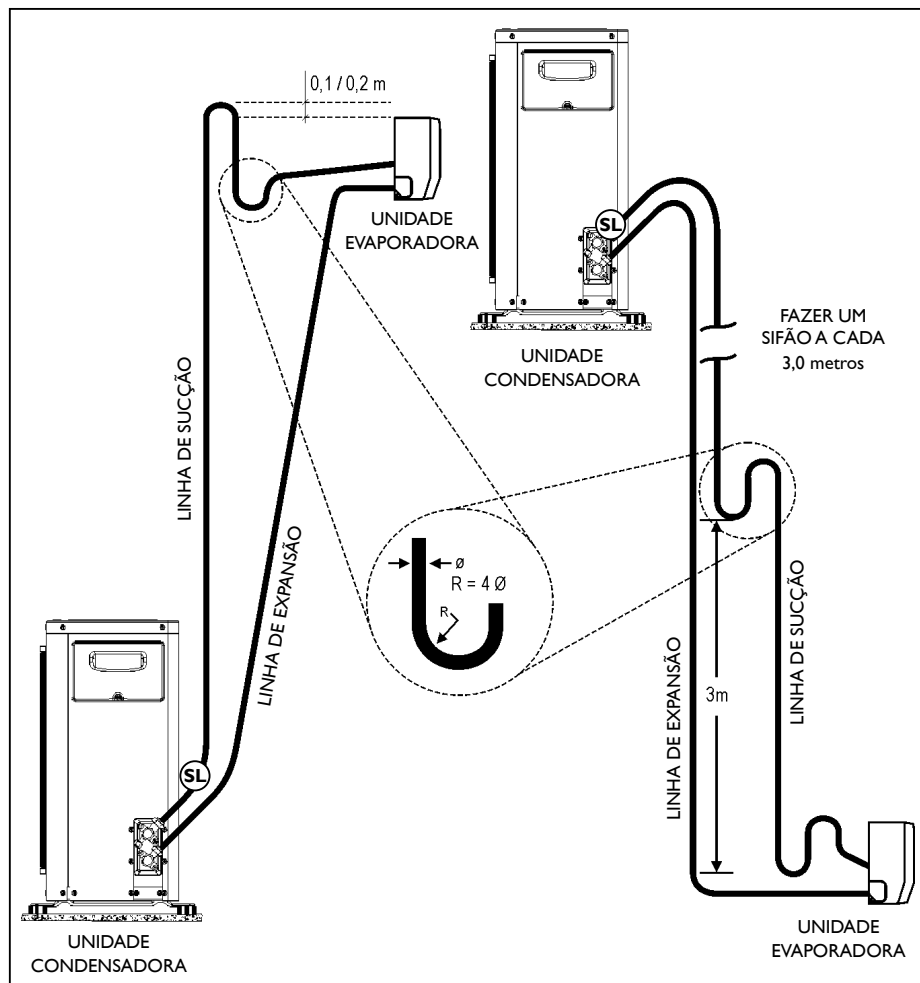 0,1 / 0,2 m
UNIDADE
EVAPORADORA
LINHA DE SUCÇÃO
LINHA DE EXPANSÃO
SL
UNIDADE
CONDENSADORA
SL
UNIDADE
CONDENSADORA
FAZER UM
SIFÃO A CADA
3,0 metros
ø
R = 4 Ø
R
LINHA DE EXPANSÃO
3m
LINHA DE SUCÇÃO
UNIDADE
EVAPORADORA